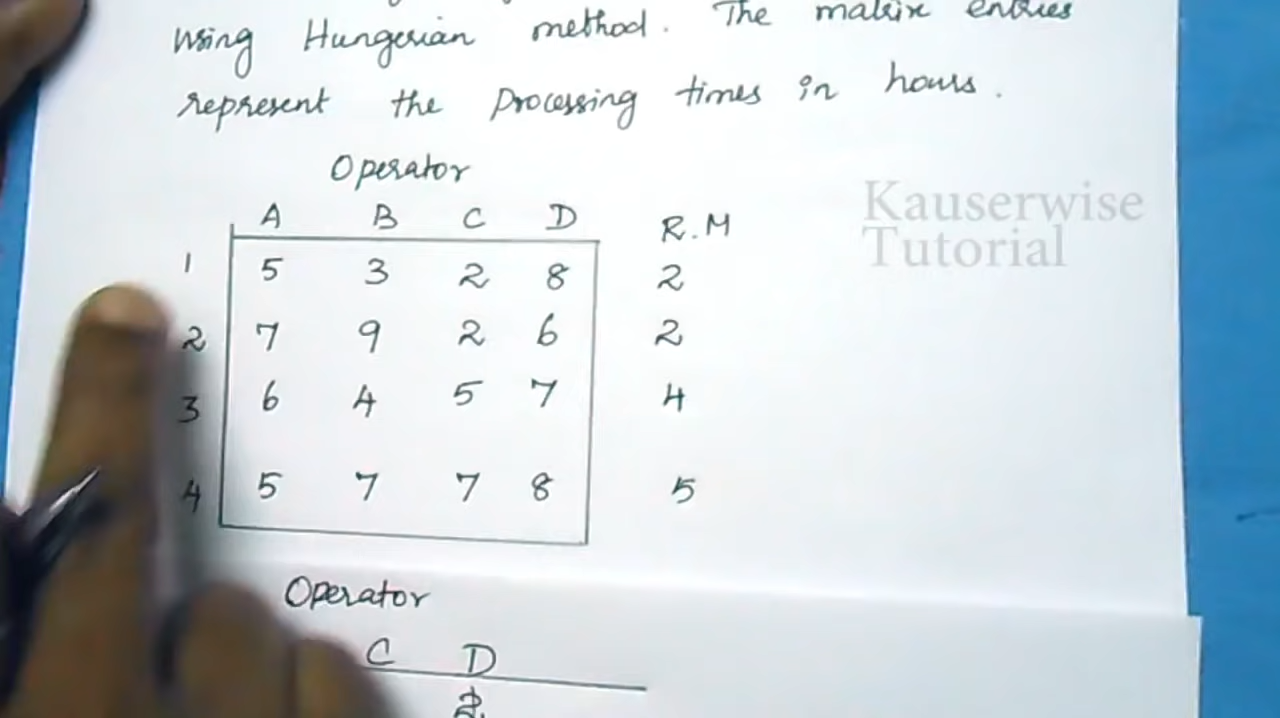 using Hungerian method. The matrix entries
represent the Processing times in hours.
Operator
A B C D R.M
1 5 3 2 8 2
2 7 9 2 6 2
3 6 4 5 7 4
4 5 7 7 8 5
Operator
C D
Kauserwise
Tutorial